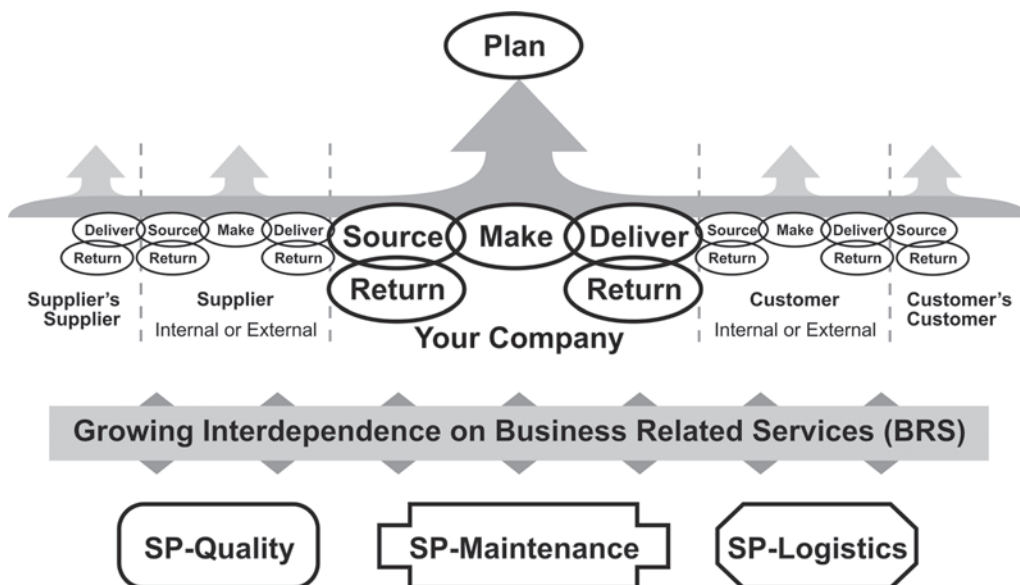 Plan
Deliver Source Make Deliver Source Make Deliver Source Make Deliver Source
Return Return Return Return Return Return Return Return
Supplier's
Supplier
Supplier
Internal or External
Your Company
Customer
Internal or External
Customer's
Customer
Growing Interdependence on Business Related Services (BRS)
SP-Quality
SP-Maintenance
SP-Logistics